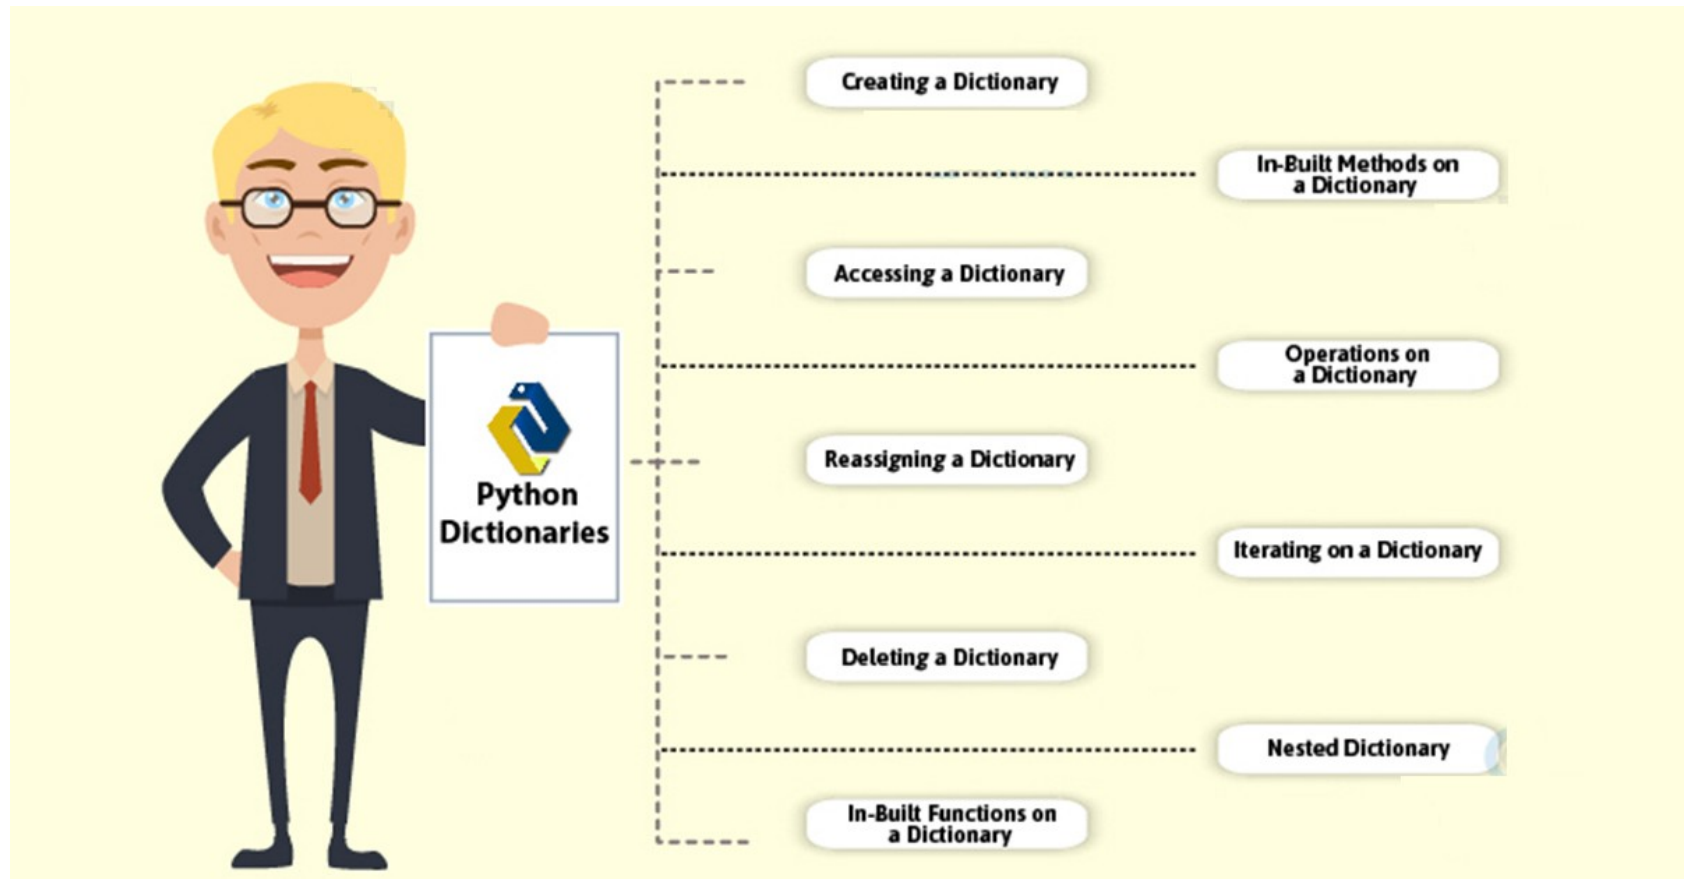 Creating a Dictionary
In-Built Methods on
a Dictionary
Accessing a Dictionary
Operations on
a Dictionary
Python
Dictionaries
Reassigning a Dictionary
Iterating on a Dictionary
Deleting a Dictionary
Nested Dictionary
In-Built Functions on
a Dictionary